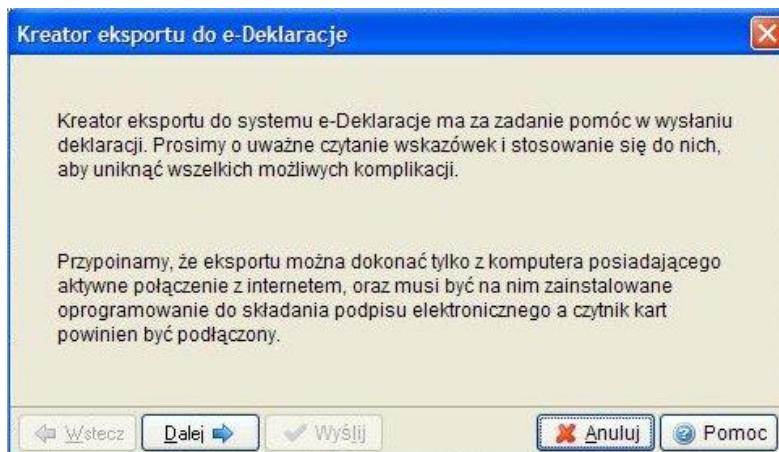 Kreator eksportu do e-Deklaracje
Kreator eksportu do systemu e-Deklaracje ma za zadanie pomóc w wysłaniu
deklaracji. Prosimy o uważne czytanie wskazówek i stosowanie się do nich,
aby uniknąć wszelkich możliwych komplikacji.
Przypoinamy, że eksportu można dokonać tylko z komputera posiadającego
aktywne połączenie z internetem, oraz musi być na nim zainstalowane
oprogramowanie do składania podpisu elektronicznego a czytnik kart
powinien być podłączony.
Wstecz Dalej Wyślij Anuluj Pomoc